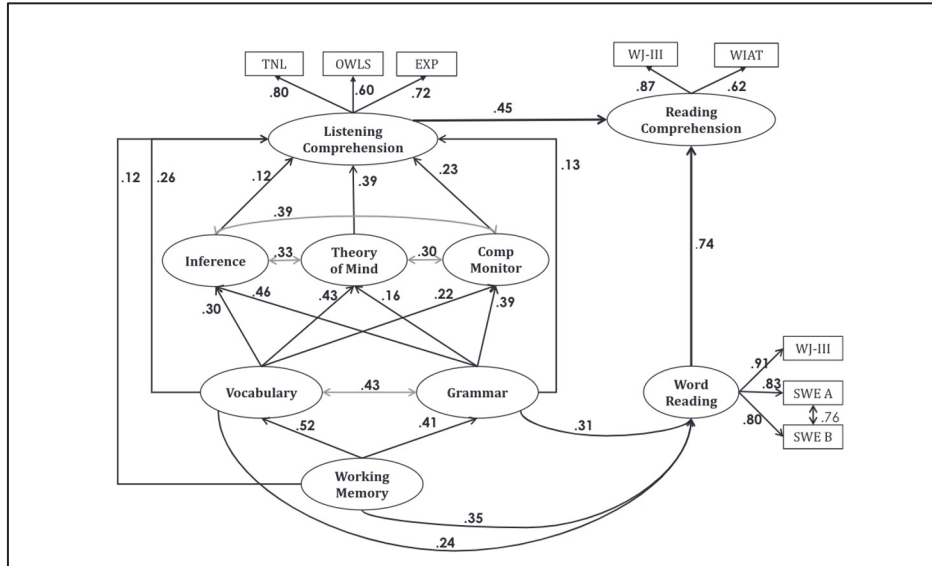 TNL OWLS EXP WJ-III WIAT
.80 .60 .72 .87 .62
.45
Listening
Comprehension
Reading
Comprehension
.12 .26 .12 .39 .23 .13
.39
Inference .33 Theory
of Mind .30 Comp
Monitor
.74
.30 .46 .43 .16 .22 .39
WJ-III
.91
Vocabulary .43 Grammar Word
Reading .83 SWE A
.76
.80 SWE B
.52 .41 .31
Working
Memory
.35
.24